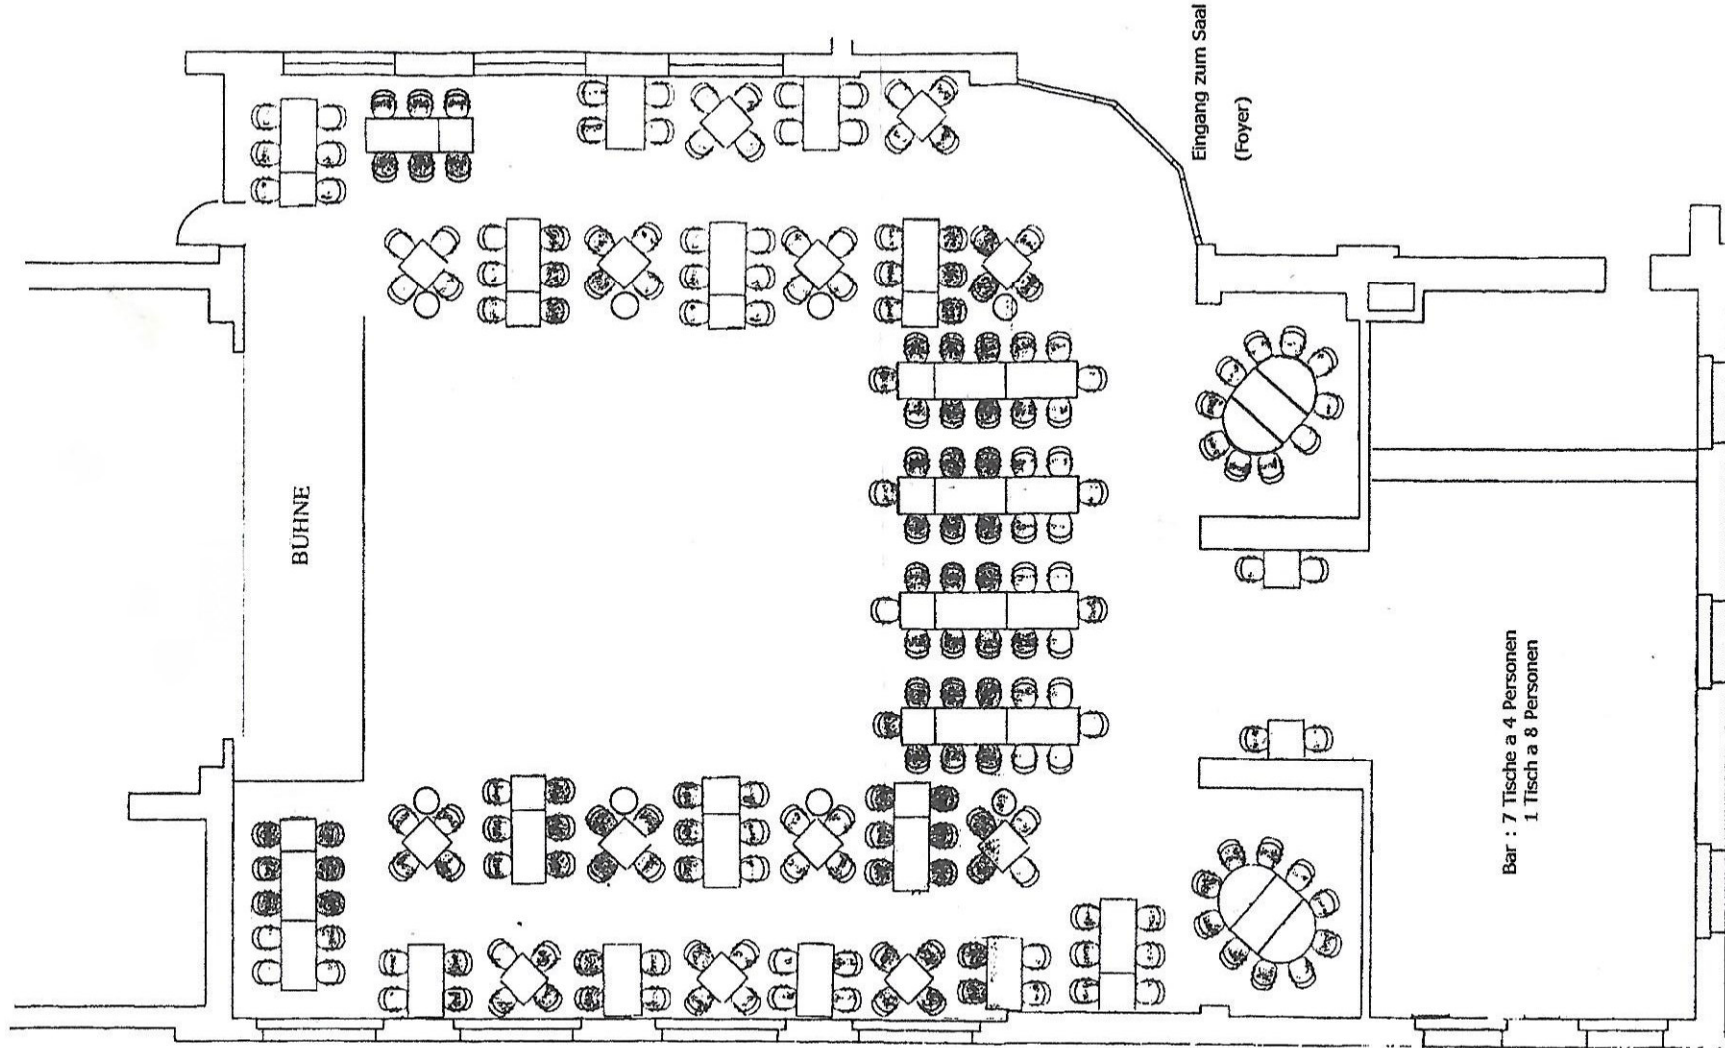 Eingang zum Saal
(Foyer)
BÜHNE
Bar : 7 Tische a 4 Personen
1 Tisch a 8 Personen